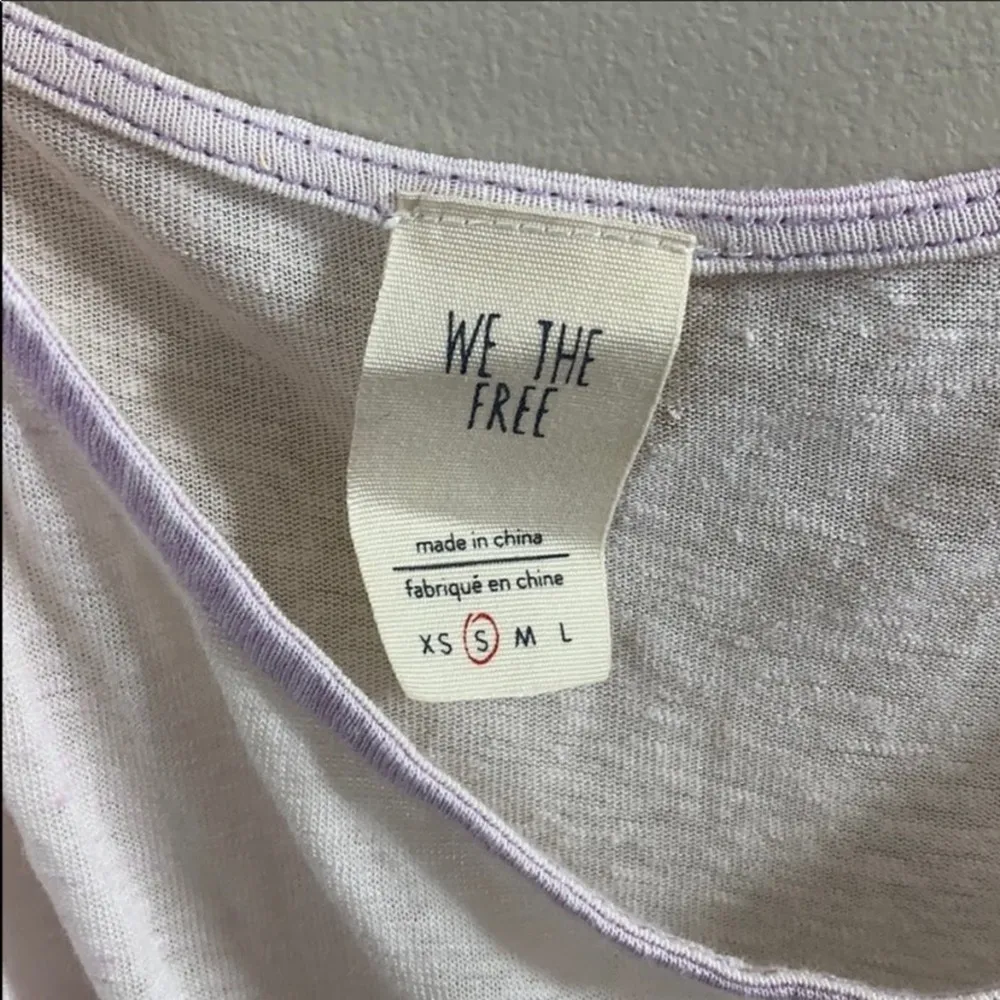 WE THE
FREE
made in china
fabriqué en chine
XS S M L